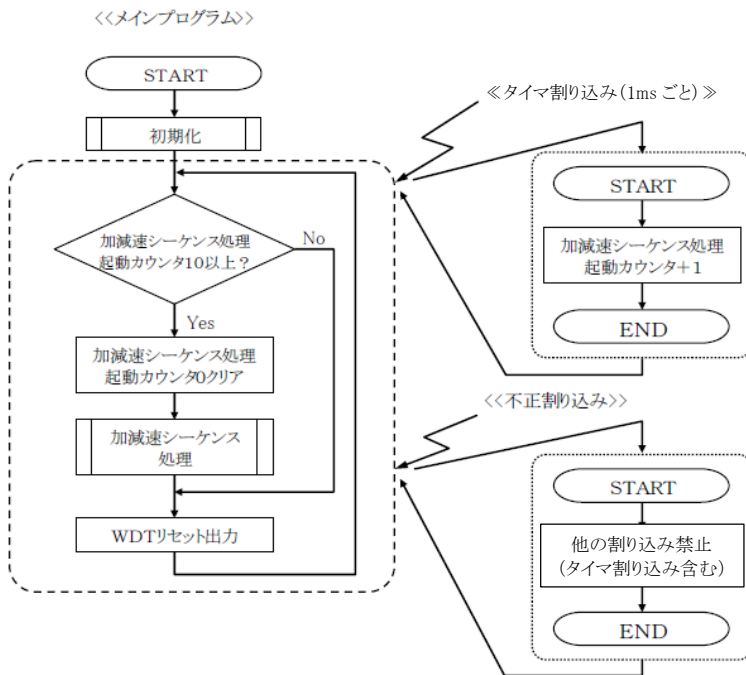 <<メインプログラム>>
START
初期化
加減速シーケンス処理
起動カウンタ10以上?
No
Yes
加減速シーケンス処理
起動カウンタ0クリア
加減速シーケンス
処理
WDTリセット出力
≪タイマ割り込み(1ms ごと)≫
START
加減速シーケンス処理
起動カウンタ+1
END
<<不正割り込み>>
START
他の割り込み禁止
(タイマ割り込み含む)
END